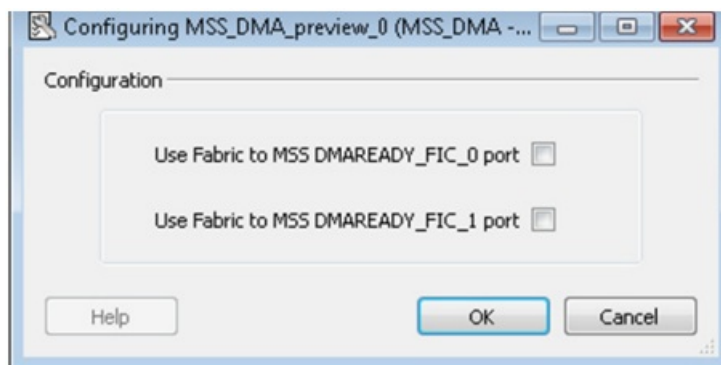 Configuring MSS_DMA_preview_0 (MSS_DMA -...
Configuration
Use Fabric to MSS DMAREADY_FIC_0 port
Use Fabric to MSS DMAREADY_FIC_1 port
Help OK Cancel